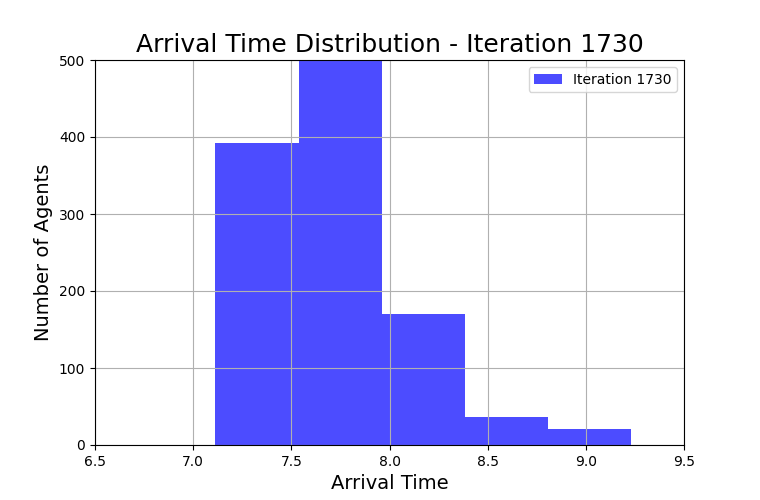 Arrival Time Distribution - Iteration 1730
Iteration 1730
Number of Agents
500
400
300
200
100
0
6.5 7.0 7.5 8.0 8.5 9.0 9.5
Arrival Time